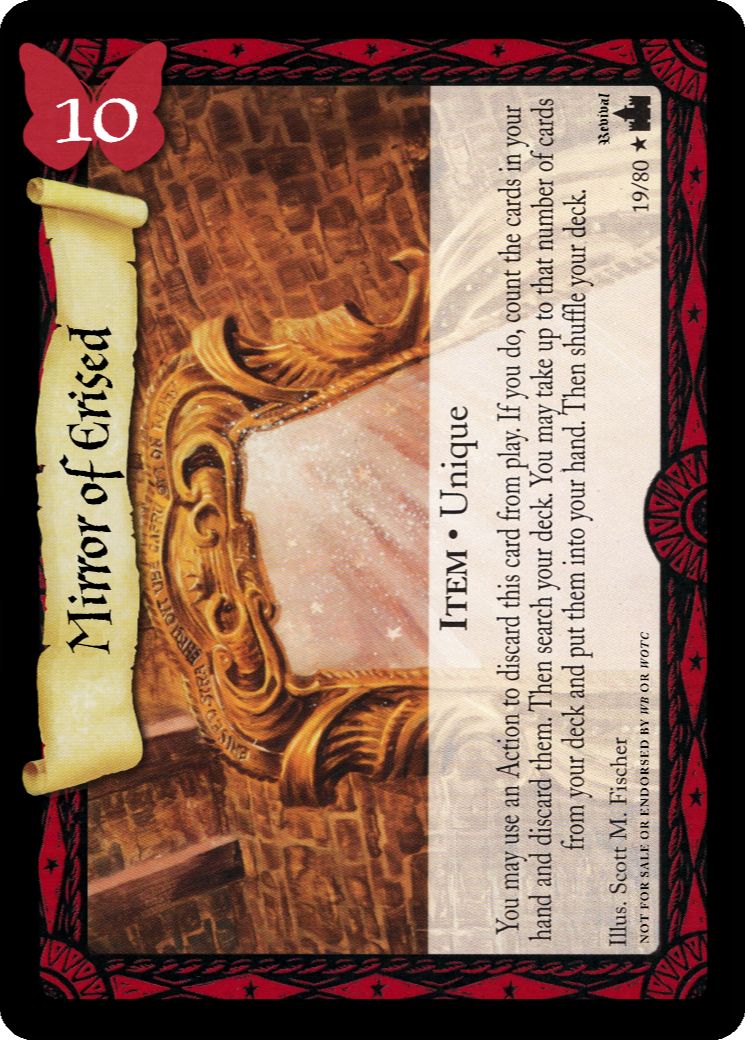 10
Mirror of Erised
ITEM • Unique
You may use an Action to discard this card from play. If you do, count the cards in your
hand and discard them. Then search your deck. You may take up to that number of cards
from your deck and put them into your hand. Then shuffle your deck.
Illus. Scott M. Fischer
NOT FOR SALE OR ENDORSED BY WB OR WOTC
Revival
19/80 ★